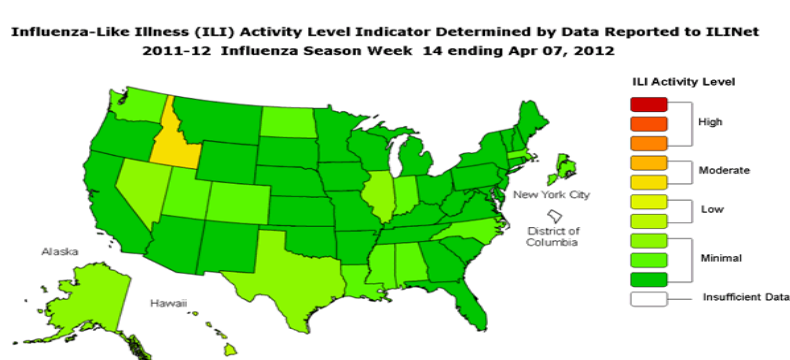 Influenza-Like Illness (ILI) Activity Level Indicator Determined by Data Reported to ILINet
2011-12 Influenza Season Week 14 ending Apr 07, 2012
ILI Activity Level
High
Moderate
New York City
Low
District of
Columbia
Alaska
Minimal
Hawaii
Insufficient Data